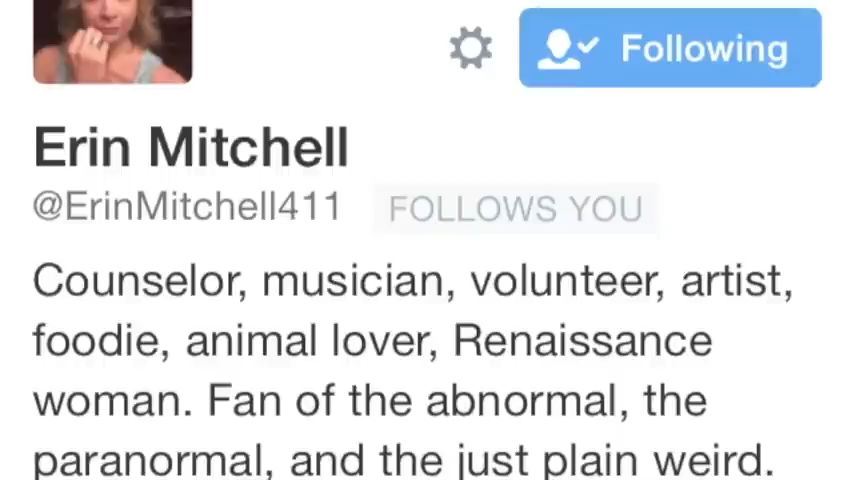 Following
Erin Mitchell
@ErinMitchell411 FOLLOWS YOU
Counselor, musician, volunteer, artist,
foodie, animal lover, Renaissance
woman. Fan of the abnormal, the
paranormal, and the just plain weird.